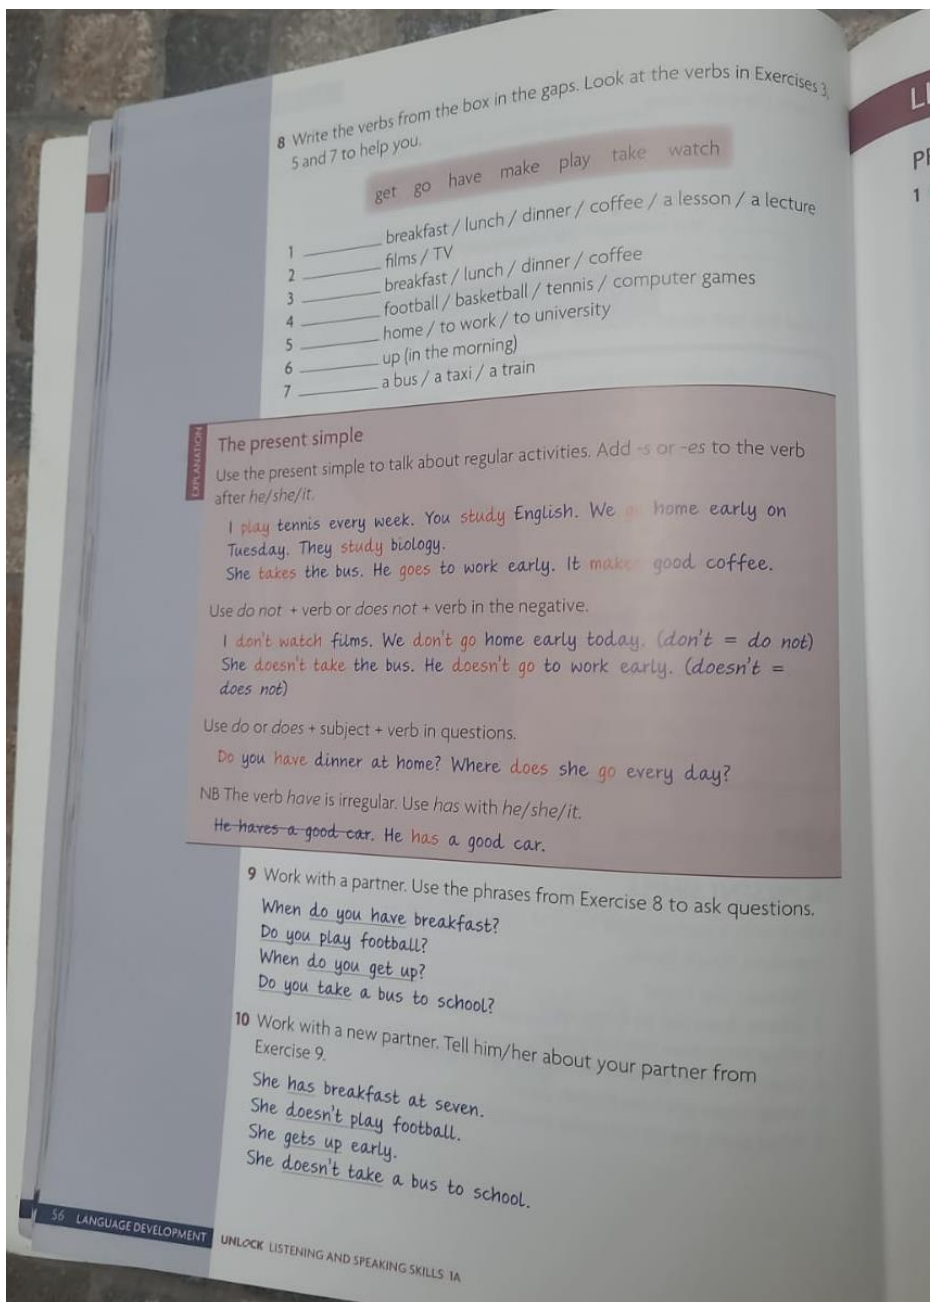 8 Write the verbs from the box in the gaps. Look at the verbs in Exercises 3,
5 and 7 to help you.
get go have make play take watch
1 ________ breakfast / lunch / dinner / coffee / a lesson / a lecture
2 ________ films / TV
3 ________ breakfast / lunch / dinner / coffee
4 ________ football / basketball / tennis / computer games
5 ________ home / to work / to university
6 ________ up (in the morning)
7 ________ a bus / a taxi / a train
EXPLANATION
The present simple
Use the present simple to talk about regular activities. Add -s or -es to the verb
after he/she/it.
I play tennis every week. You study English. We go home early on
Tuesday. They study biology.
She takes the bus. He goes to work early. It makes good coffee.
Use do not + verb or does not + verb in the negative.
I don't watch films. We don't go home early today. (don't = do not)
She doesn't take the bus. He doesn't go to work early. (doesn't =
does not)
Use do or does + subject + verb in questions.
Do you have dinner at home? Where does she go every day?
NB The verb have is irregular. Use has with he/she/it.
He haves a good car. He has a good car.
9 Work with a partner. Use the phrases from Exercise 8 to ask questions.
When do you have breakfast?
Do you play football?
When do you get up?
Do you take a bus to school?
10 Work with a new partner. Tell him/her about your partner from
Exercise 9.
She has breakfast at seven.
She doesn't play football.
She gets up early.
She doesn't take a bus to school.
56 LANGUAGE DEVELOPMENT UNLOCK LISTENING AND SPEAKING SKILLS 1A
1